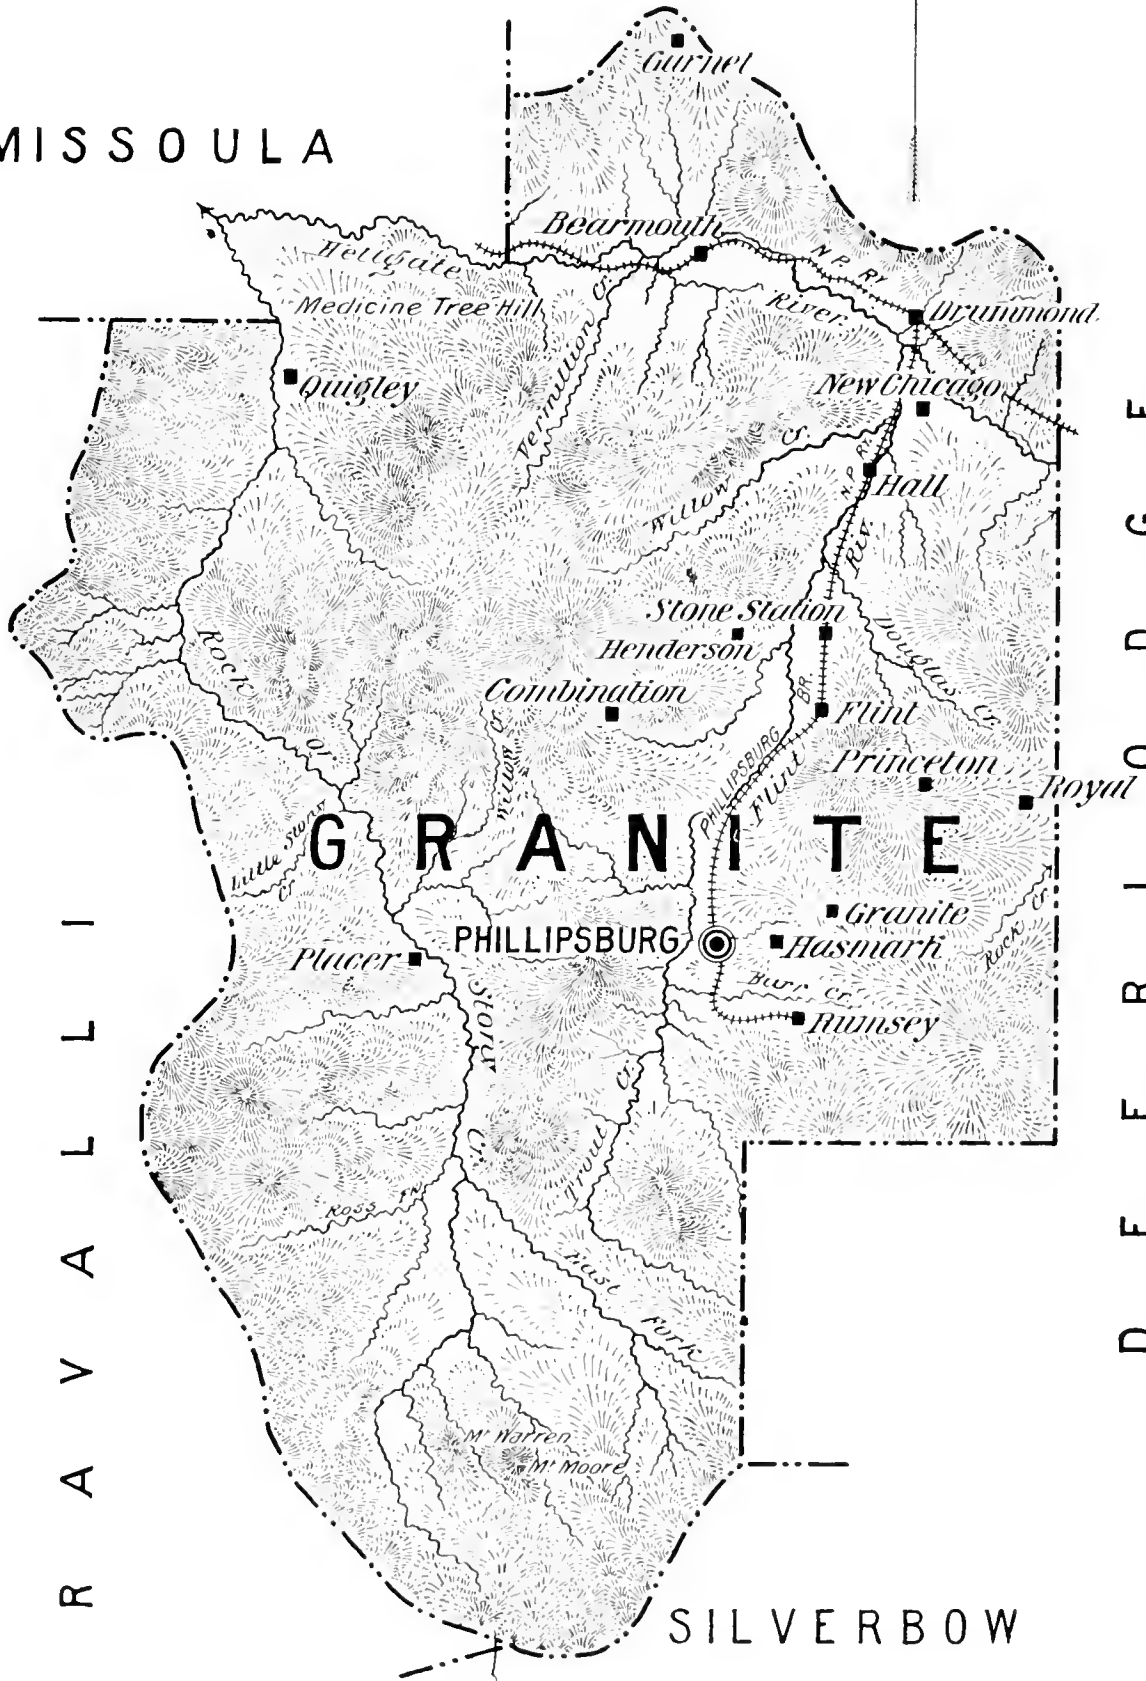 Garnet
MISSOULA
Bearmouth
Hellgate
N.P. RY
Medicine Tree Hill
River.
Drummond.
Vermillion Cr.
Quigley
New Chicago
Willow Cr.
N.P. RY.
Hall
Riv.
Stone Station
Henderson
Douglas Cr.
Rock
Combination
BR.
Flint
Willow Cr.
PHILLIPSBURG
Flint
Princeton
Royal
Little Stony Cr.
GRANITE
Granite
PHILLIPSBURG
Hasmark
Rock Cr.
Placer
Stony Cr.
Barr. Cr.
Rumsey
Trout Cr.
Ross Fk.
East Fork
Mt Warren
Mt Moore
RAVALLI
DEER LODGE
SILVERBOW